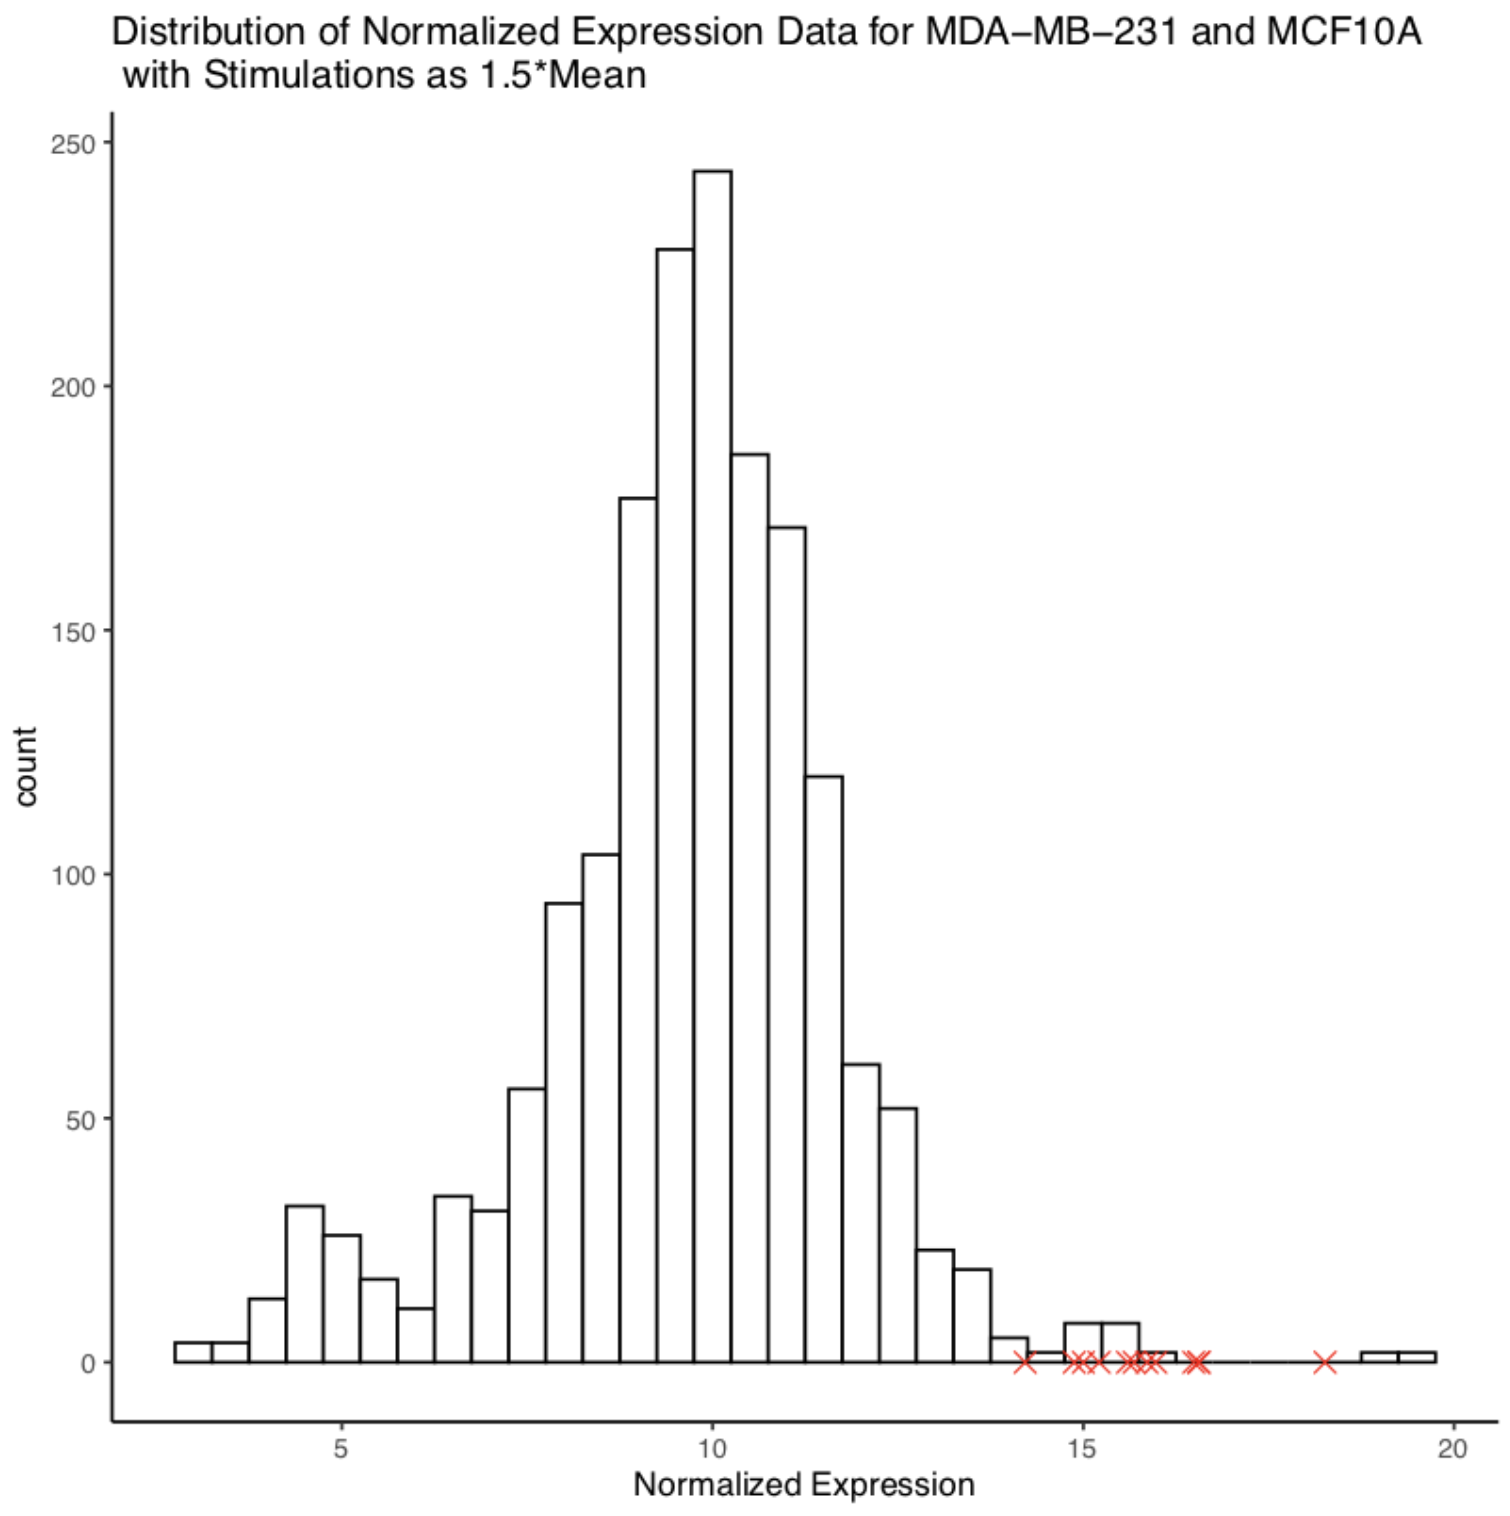 Distribution of Normalized Expression Data for MDA−MB−231 and MCF10A
with Stimulations as 1.5*Mean
250
200
150
100
50
0
count
5 10 15 20
Normalized Expression